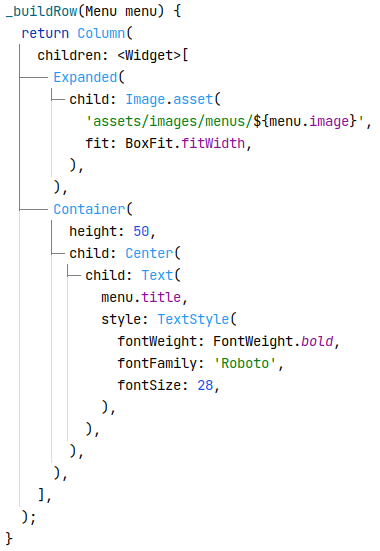 _buildRow(Menu menu) {
  return Column(
    children: <Widget>[
      Expanded(
        child: Image.asset(
          'assets/images/menus/${menu.image}',
          fit: BoxFit.fitWidth,
        ),
      ),
      Container(
        height: 50,
        child: Center(
          child: Text(
            menu.title,
            style: TextStyle(
              fontWeight: FontWeight.bold,
              fontFamily: 'Roboto',
              fontSize: 28,
            ),
          ),
        ),
      ),
    ],
  );
}